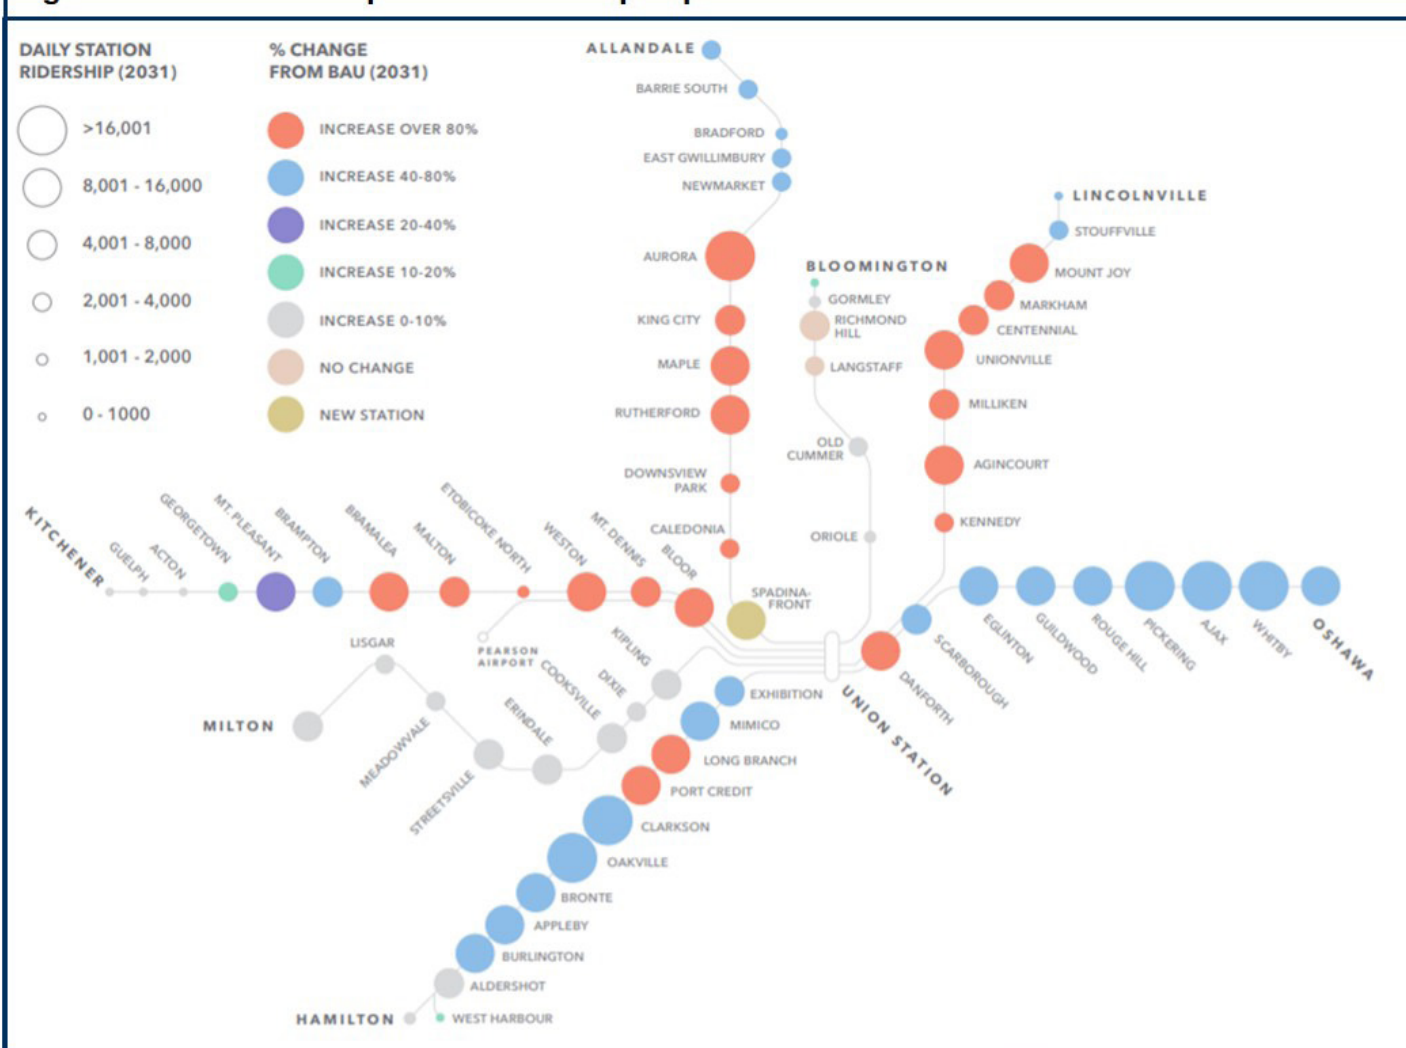 DAILY STATION
RIDERSHIP (2031)
>16,001
8,001 - 16,000
4,001 - 8,000
2,001 - 4,000
1,001 - 2,000
0 - 1000
% CHANGE
FROM BAU (2031)
INCREASE OVER 80%
INCREASE 40-80%
INCREASE 20-40%
INCREASE 10-20%
INCREASE 0-10%
NO CHANGE
NEW STATION
ALLANDALE
BARRIE SOUTH
BRADFORD
EAST GWILLIMBURY
NEWMARKET
AURORA
KING CITY
MAPLE
RUTHERFORD
DOWNSVIEW
PARK
CALEDONIA
SPADINA-
FRONT
BLOOMINGTON
GORMLEY
RICHMOND
HILL
LANGSTAFF
OLD
CUMMER
ORIOLE
LINCOLNVILLE
STOUFFVILLE
MOUNT JOY
MARKHAM
CENTENNIAL
UNIONVILLE
MILLIKEN
AGINCOURT
KENNEDY
KITCHENER
GUELPH
ACTON
GEORGETOWN
MT. PLEASANT
BRAMPTON
BRAMALEA
MALTON
ETOBICOKE NORTH
WESTON
MT. DENNIS
BLOOR
PEARSON
AIRPORT
MILTON
LISGAR
MEADOWVALE
STREETSVILLE
ERINDALE
COOKSVILLE
DIXIE
KIPLING
UNION STATION
DANFORTH
SCARBOROUGH
EGLINTON
GUILDWOOD
ROUGE HILL
PICKERING
AJAX
WHITBY
OSHAWA
EXHIBITION
MIMICO
LONG BRANCH
PORT CREDIT
CLARKSON
OAKVILLE
BRONTE
APPLEBY
BURLINGTON
ALDERSHOT
HAMILTON
WEST HARBOUR